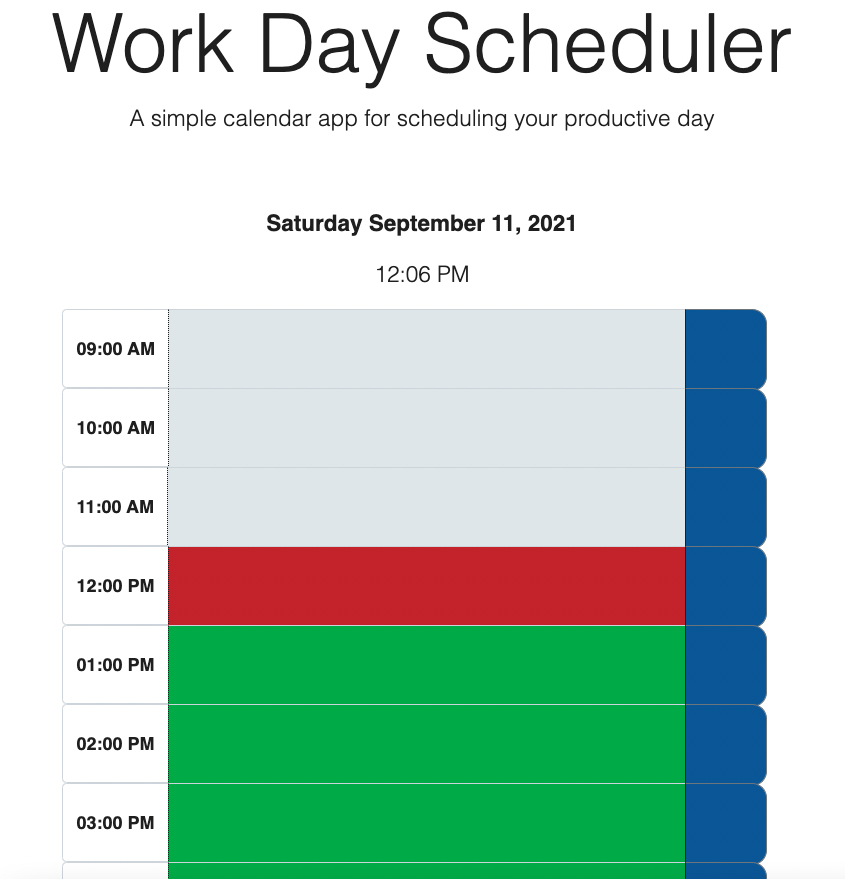 Work Day Scheduler
A simple calendar app for scheduling your productive day
Saturday September 11, 2021
12:06 PM
09:00 AM
10:00 AM
11:00 AM
12:00 PM
01:00 PM
02:00 PM
03:00 PM